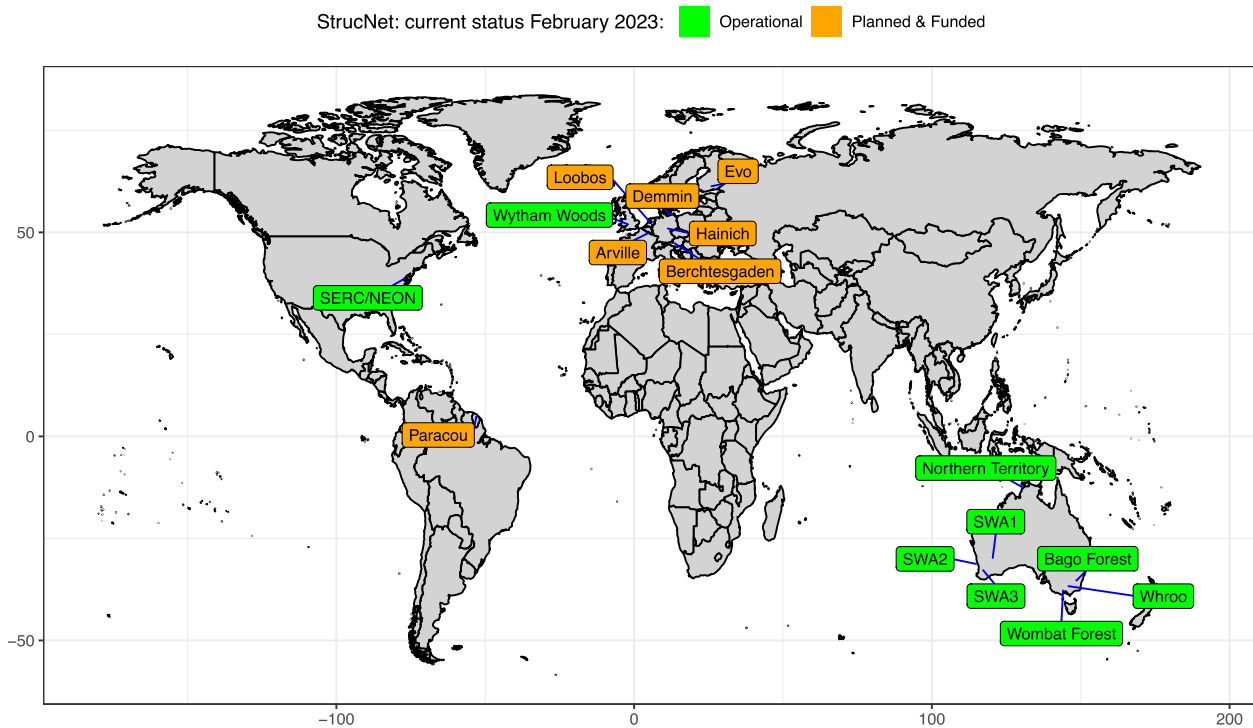 StrucNet: current status February 2023: Operational Planned & Funded
Loobos
Evo
Demmin
Wytham Woods
Hainich
Arville
Berchtesgaden
SERC/NEON
Paracou
Northern Territory
SWA1
SWA2
Bago Forest
SWA3
Whroo
Wombat Forest
50
0
−50
−100
0
100
200